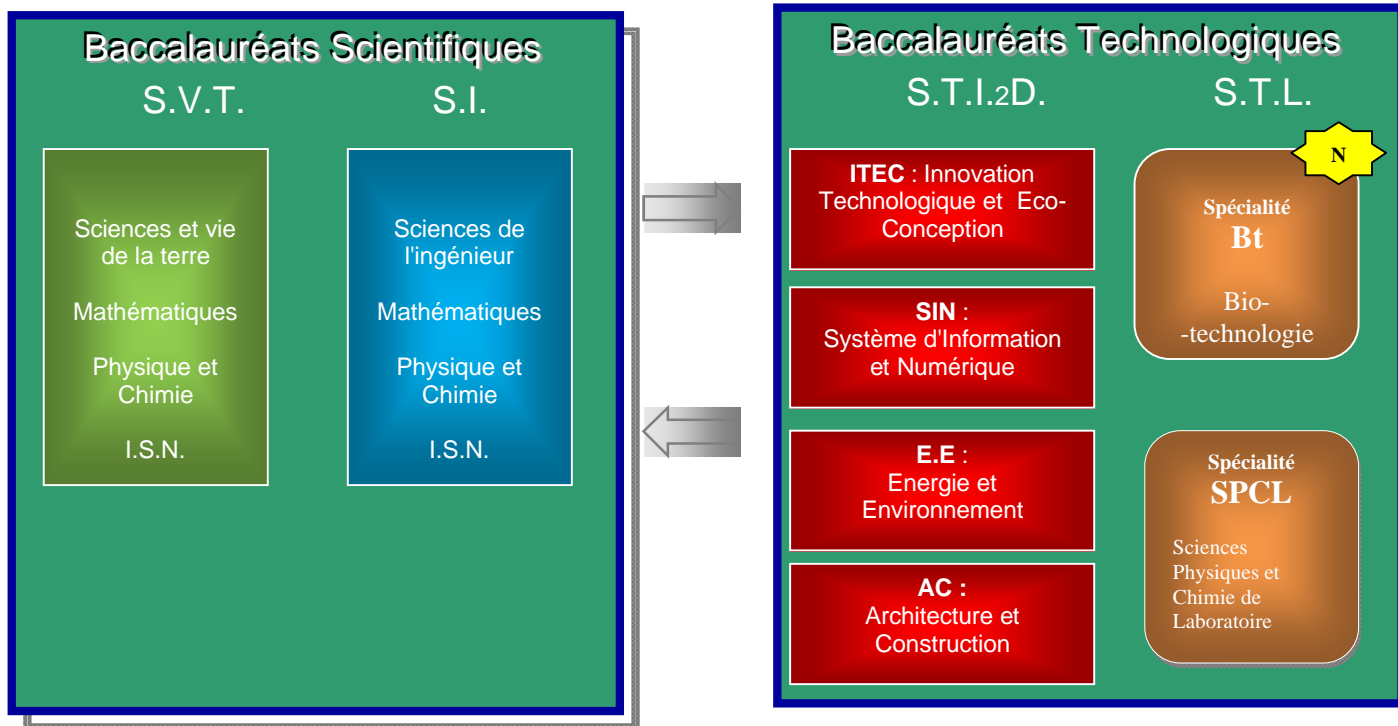 Baccalauréats Scientifiques
S.V.T.
S.I.
Sciences et vie
de la terre
Mathématiques
Physique et
Chimie
I.S.N.
Sciences de
l'ingénieur
Mathématiques
Physique et
Chimie
I.S.N.
Baccalauréats Technologiques
S.T.I.2D.
S.T.L.
ITEC : Innovation
Technologique et Eco-
Conception
SIN :
Système d'Information
et Numérique
E.E :
Energie et
Environnement
AC :
Architecture et
Construction
N
Spécialité
Bt
Bio-
-technologie
Spécialité
SPCL
Sciences
Physiques et
Chimie de
Laboratoire